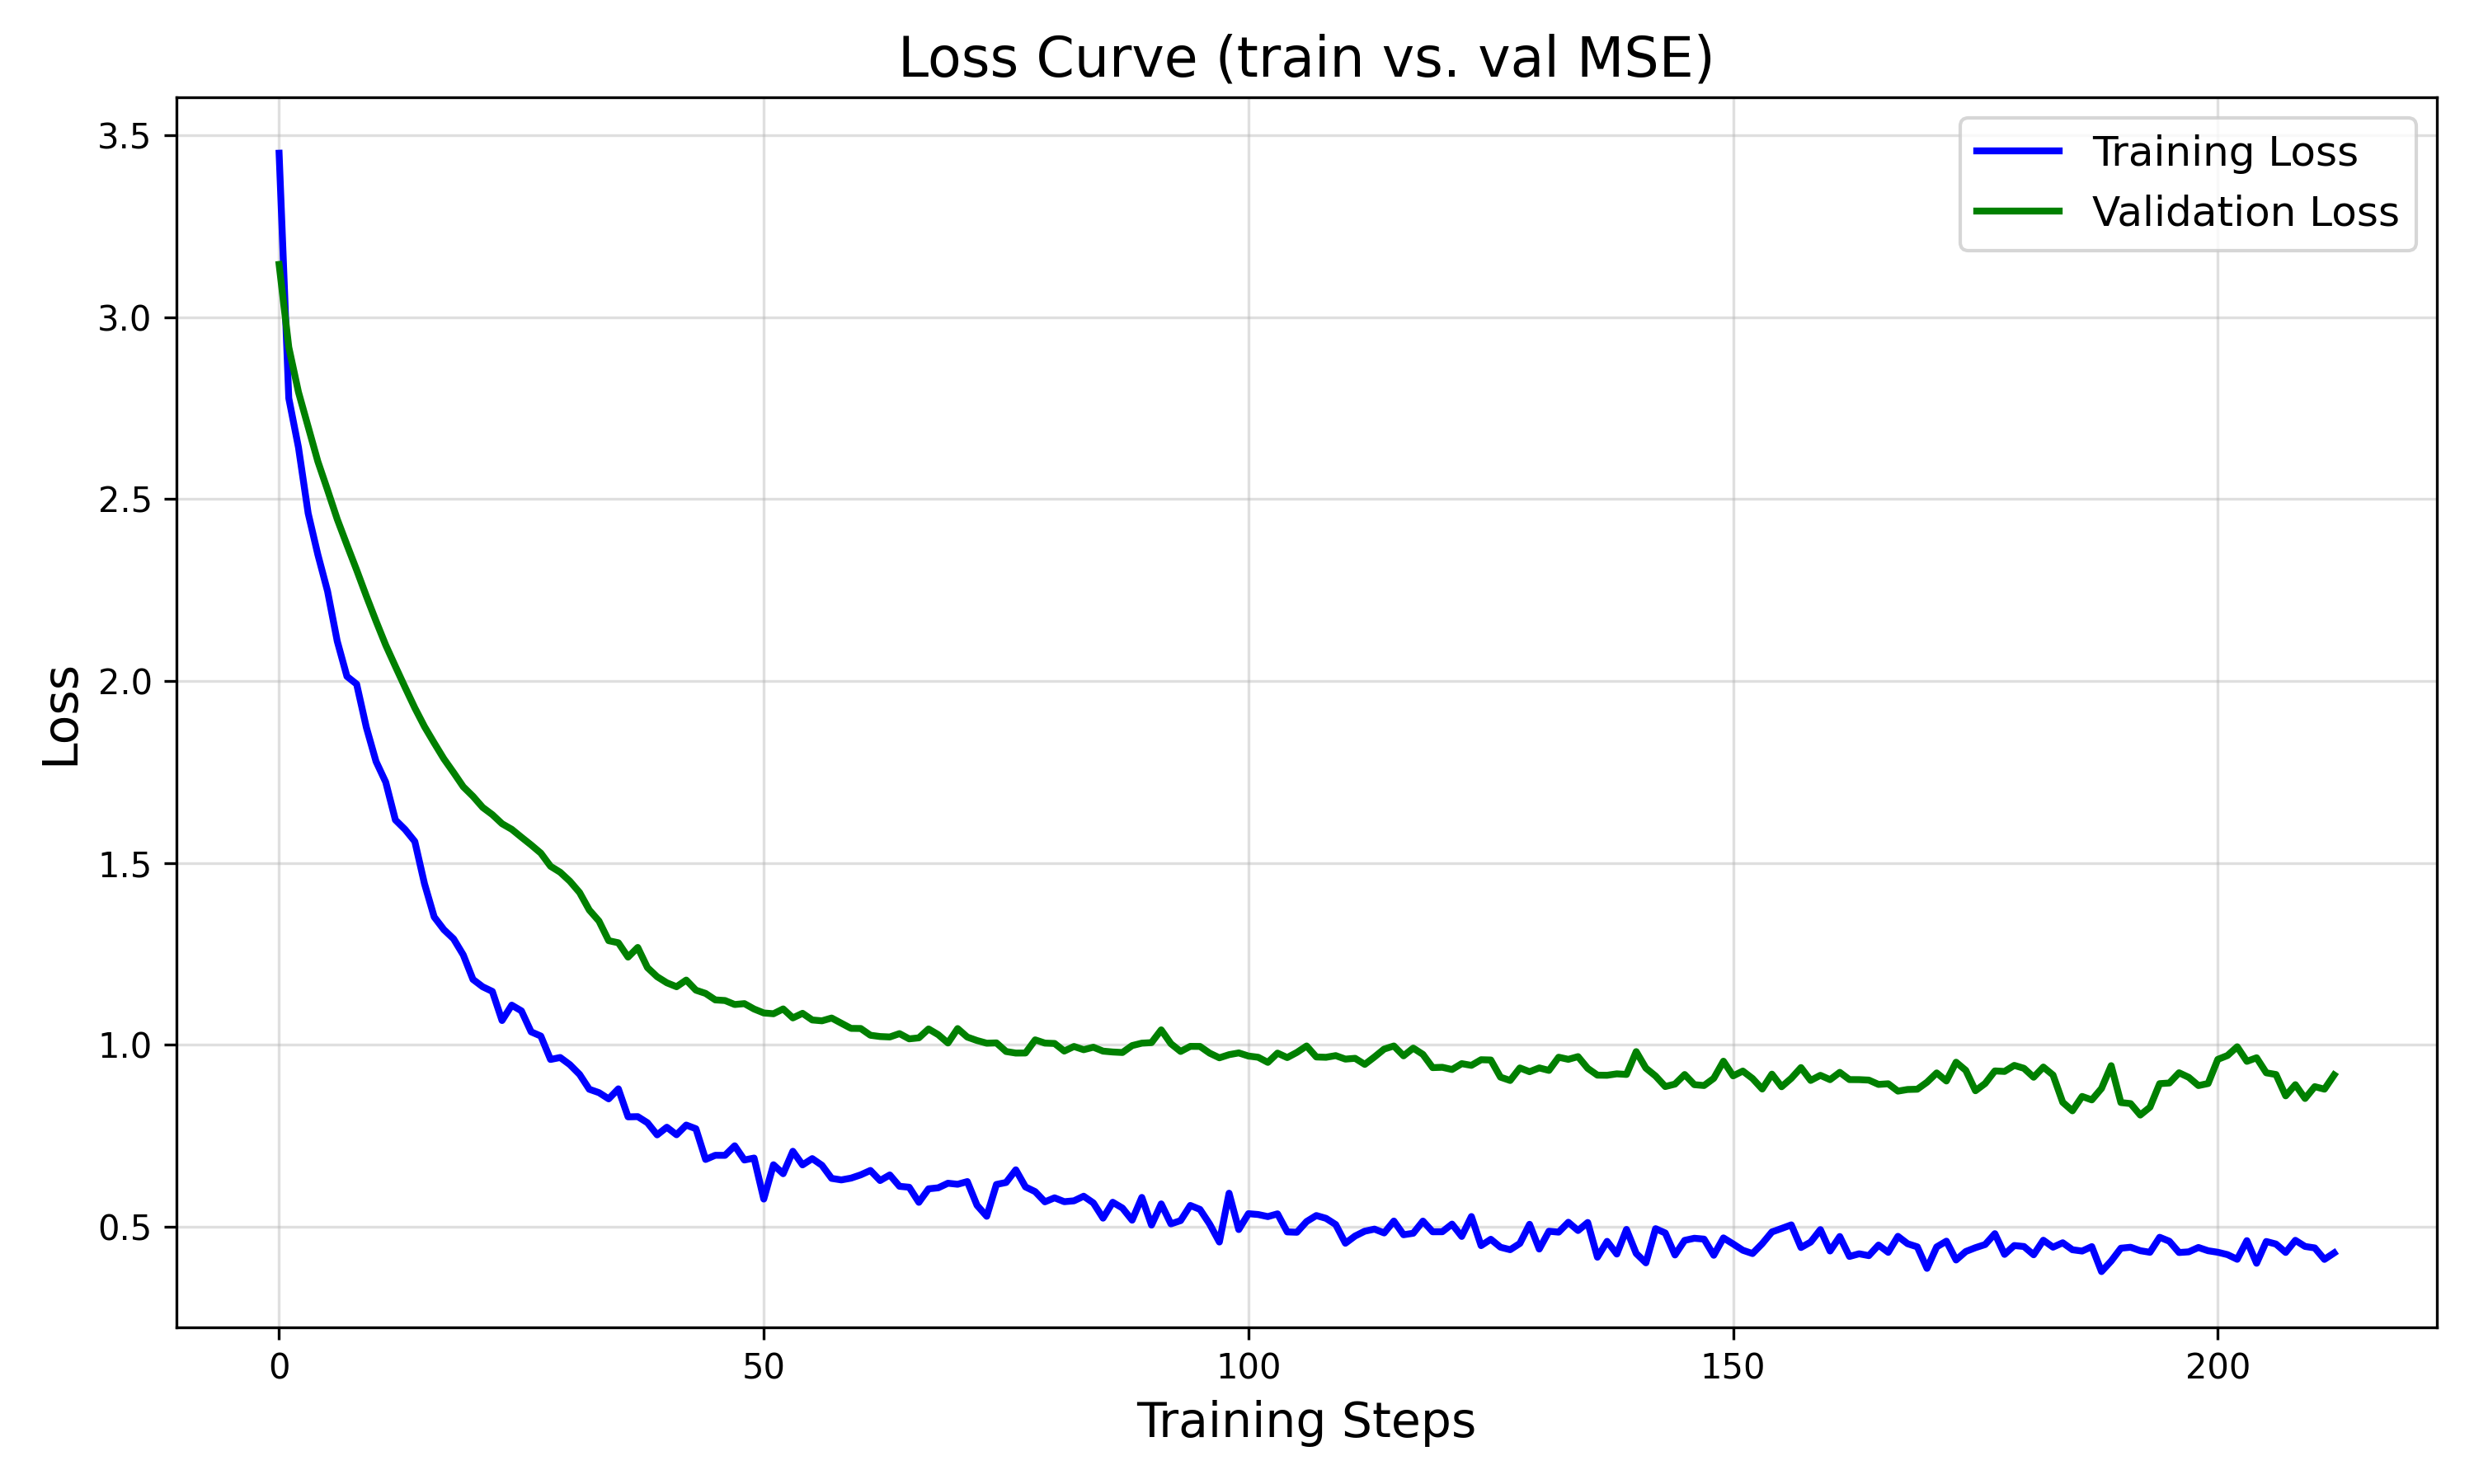 Loss Curve (train vs. val MSE)
Training Loss
Validation Loss
3.5
3.0
2.5
2.0
1.5
1.0
0.5
Loss
0 50 100 150 200
Training Steps